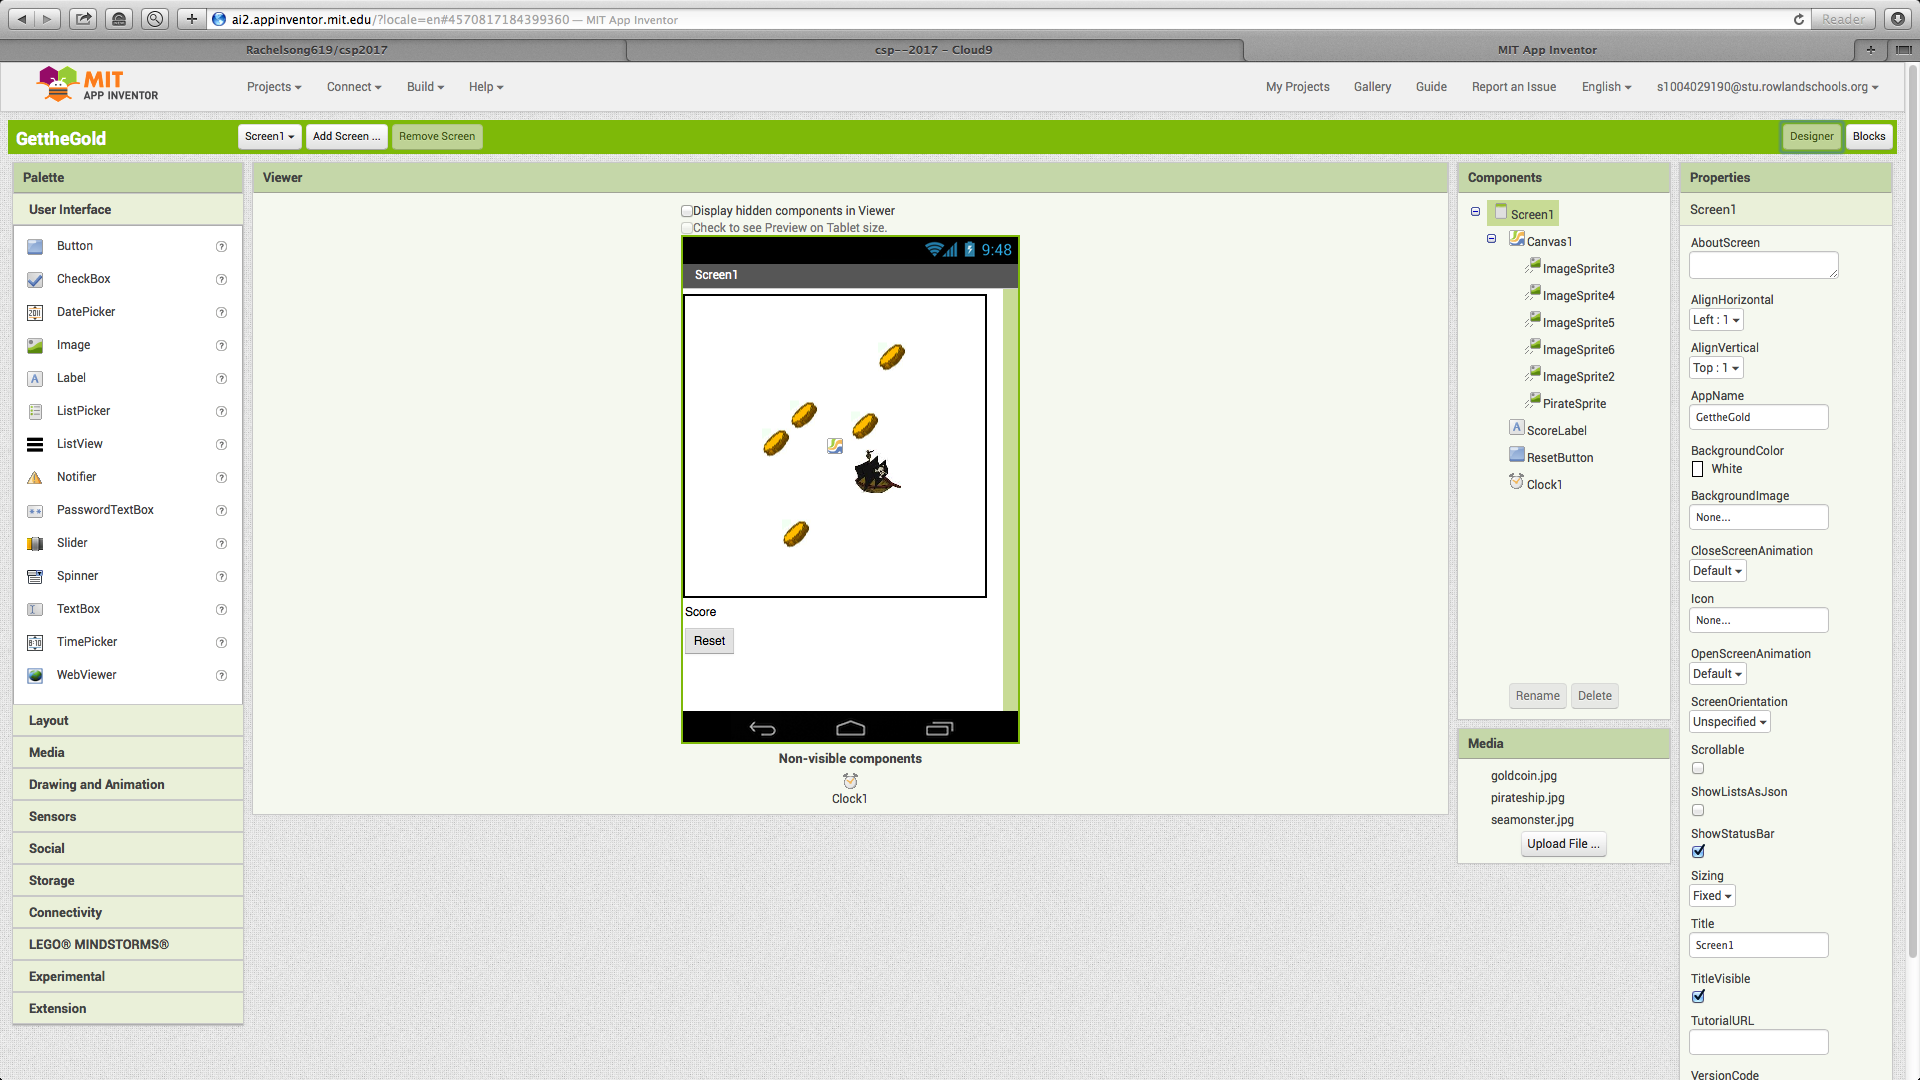 ai2.appinventor.mit.edu/?locale=en#4570817184399360 — MIT App Inventor
Reader
Rachelsong619/csp2017
csp--2017 - Cloud9
MIT App Inventor
MIT
APP INVENTOR
Projects
Connect
Build
Help
My Projects
Gallery
Guide
Report an Issue
English
s1004029190@stu.rowlandschools.org
GettheGold
Screen1
Add Screen ...
Remove Screen
Designer
Blocks
Palette
User Interface
Button
CheckBox
DatePicker
Image
Label
ListPicker
ListView
Notifier
PasswordTextBox
Slider
Spinner
TextBox
TimePicker
WebViewer
Layout
Media
Drawing and Animation
Sensors
Social
Storage
Connectivity
LEGO® MINDSTORMS®
Experimental
Extension
Viewer
Display hidden components in Viewer
Check to see Preview on Tablet size.
9:48
Screen1
Score
Reset
Non-visible components
Clock1
Components
Screen1
Canvas1
ImageSprite3
ImageSprite4
ImageSprite5
ImageSprite6
ImageSprite2
PirateSprite
ScoreLabel
ResetButton
Clock1
Rename
Delete
Media
goldcoin.jpg
pirateship.jpg
seamonster.jpg
Upload File ...
Properties
Screen1
AboutScreen
AlignHorizontal
Left : 1
AlignVertical
Top : 1
AppName
GettheGold
BackgroundColor
White
BackgroundImage
None...
CloseScreenAnimation
Default
Icon
None...
OpenScreenAnimation
Default
ScreenOrientation
Unspecified
Scrollable
ShowListsAsJson
ShowStatusBar
Sizing
Fixed
Title
Screen1
TitleVisible
TutorialURL
VersionCode